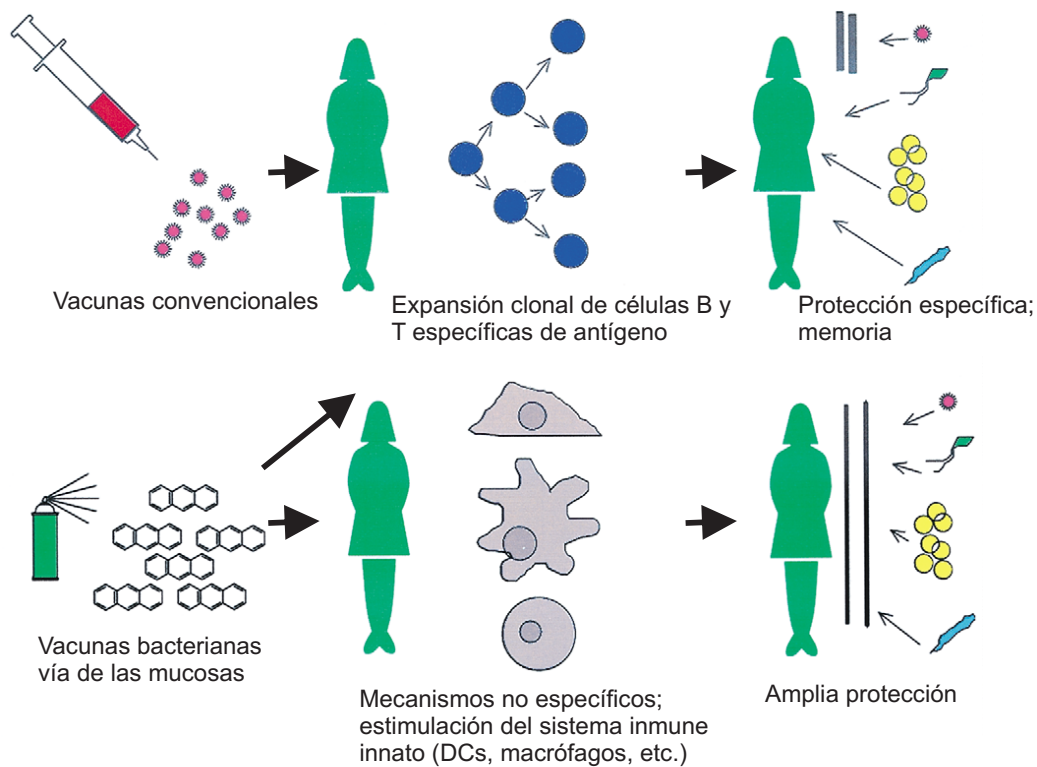 Vacunas convencionales
Expansión clonal de células B y
T específicas de antígeno
Protección específica;
memoria
Vacunas bacterianas
vía de las mucosas
Mecanismos no específicos;
estimulación del sistema inmune
innato (DCs, macrófagos, etc.)
Amplia protección